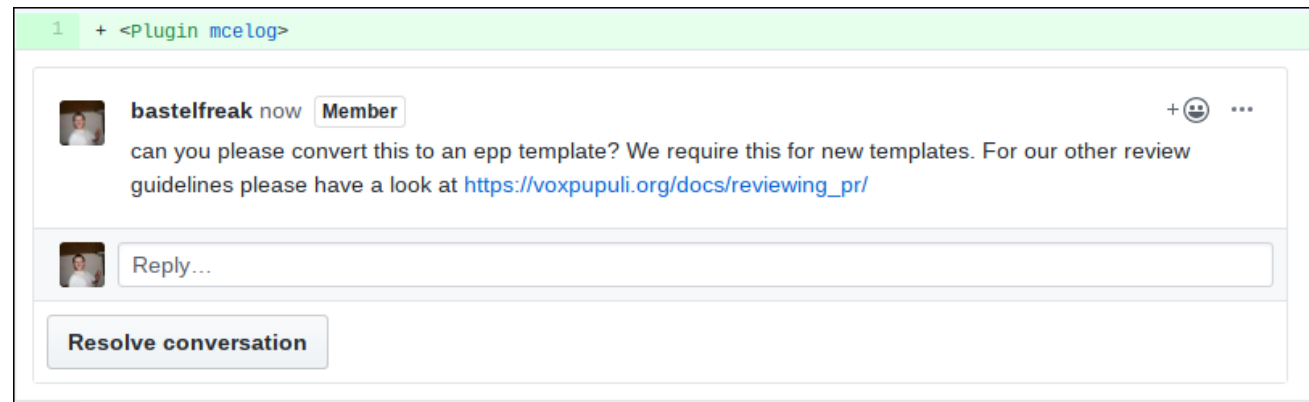 1 + <Plugin mcelog>
bastelfreak now Member
can you please convert this to an epp template? We require this for new templates. For our other review
guidelines please have a look at https://voxpupuli.org/docs/reviewing_pr/
Reply…
Resolve conversation